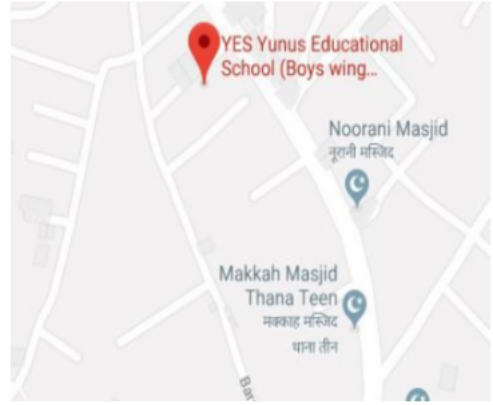 YES Yunus Educational
School (Boys wing...
Noorani Masjid
नूरानी मस्जिद
Makkah Masjid
Thana Teen
मक्काह मस्जिद
थाना तीन